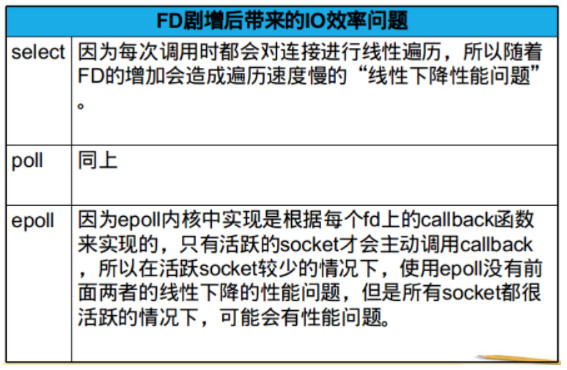 FD剧增后带来的IO效率问题
select
因为每次调用时都会对连接进行线性遍历，所以随着
FD的增加会造成遍历速度慢的“线性下降性能问题”
。
poll
同上
epoll
因为epoll内核中实现是根据每个fd上的callback函数
来实现的，只有活跃的socket才会主动调用callback
，所以在活跃socket较少的情况下，使用epoll没有前
面两者的线性下降的性能问题，但是所有socket都很
活跃的情况下，可能会有性能问题。